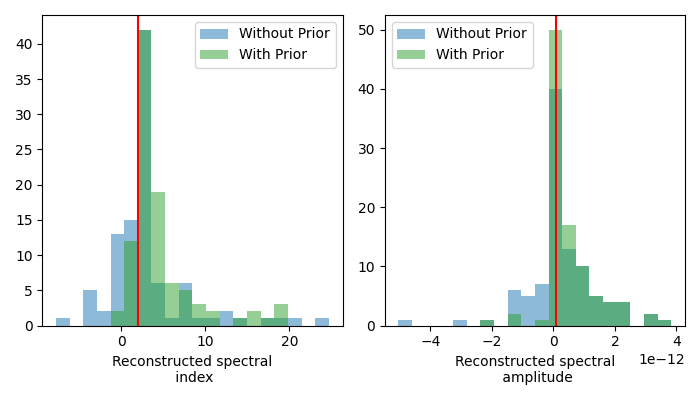 Without Prior
With Prior
40
35
30
25
20
15
10
5
0
0
10
20
Reconstructed spectral
index
Without Prior
With Prior
50
40
30
20
10
0
−4
−2
0
2
4
1e−12
Reconstructed spectral
amplitude